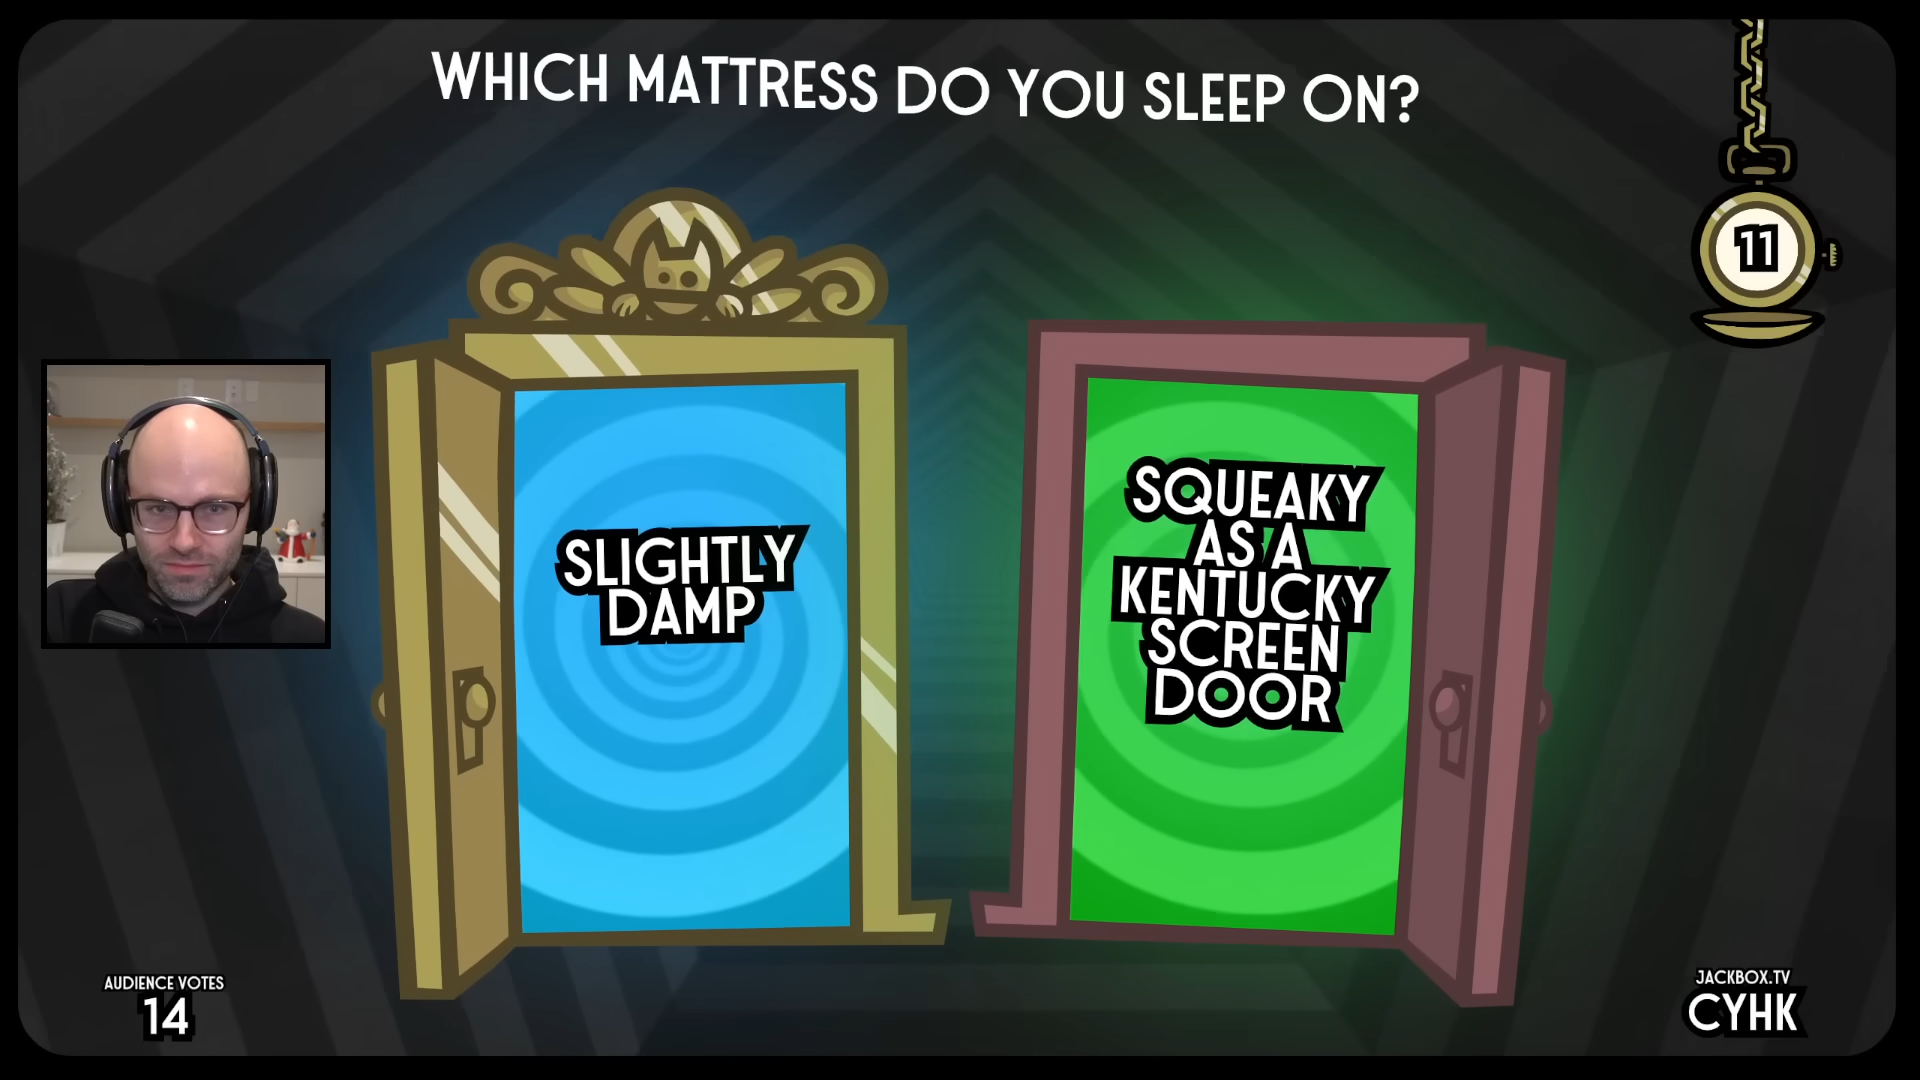 WHICH MATTRESS DO YOU SLEEP ON?
11
SLIGHTLY
DAMP
SQUEAKY
AS A
KENTUCKY
SCREEN
DOOR
AUDIENCE VOTES
14
JACKBOX.TV
CYHK